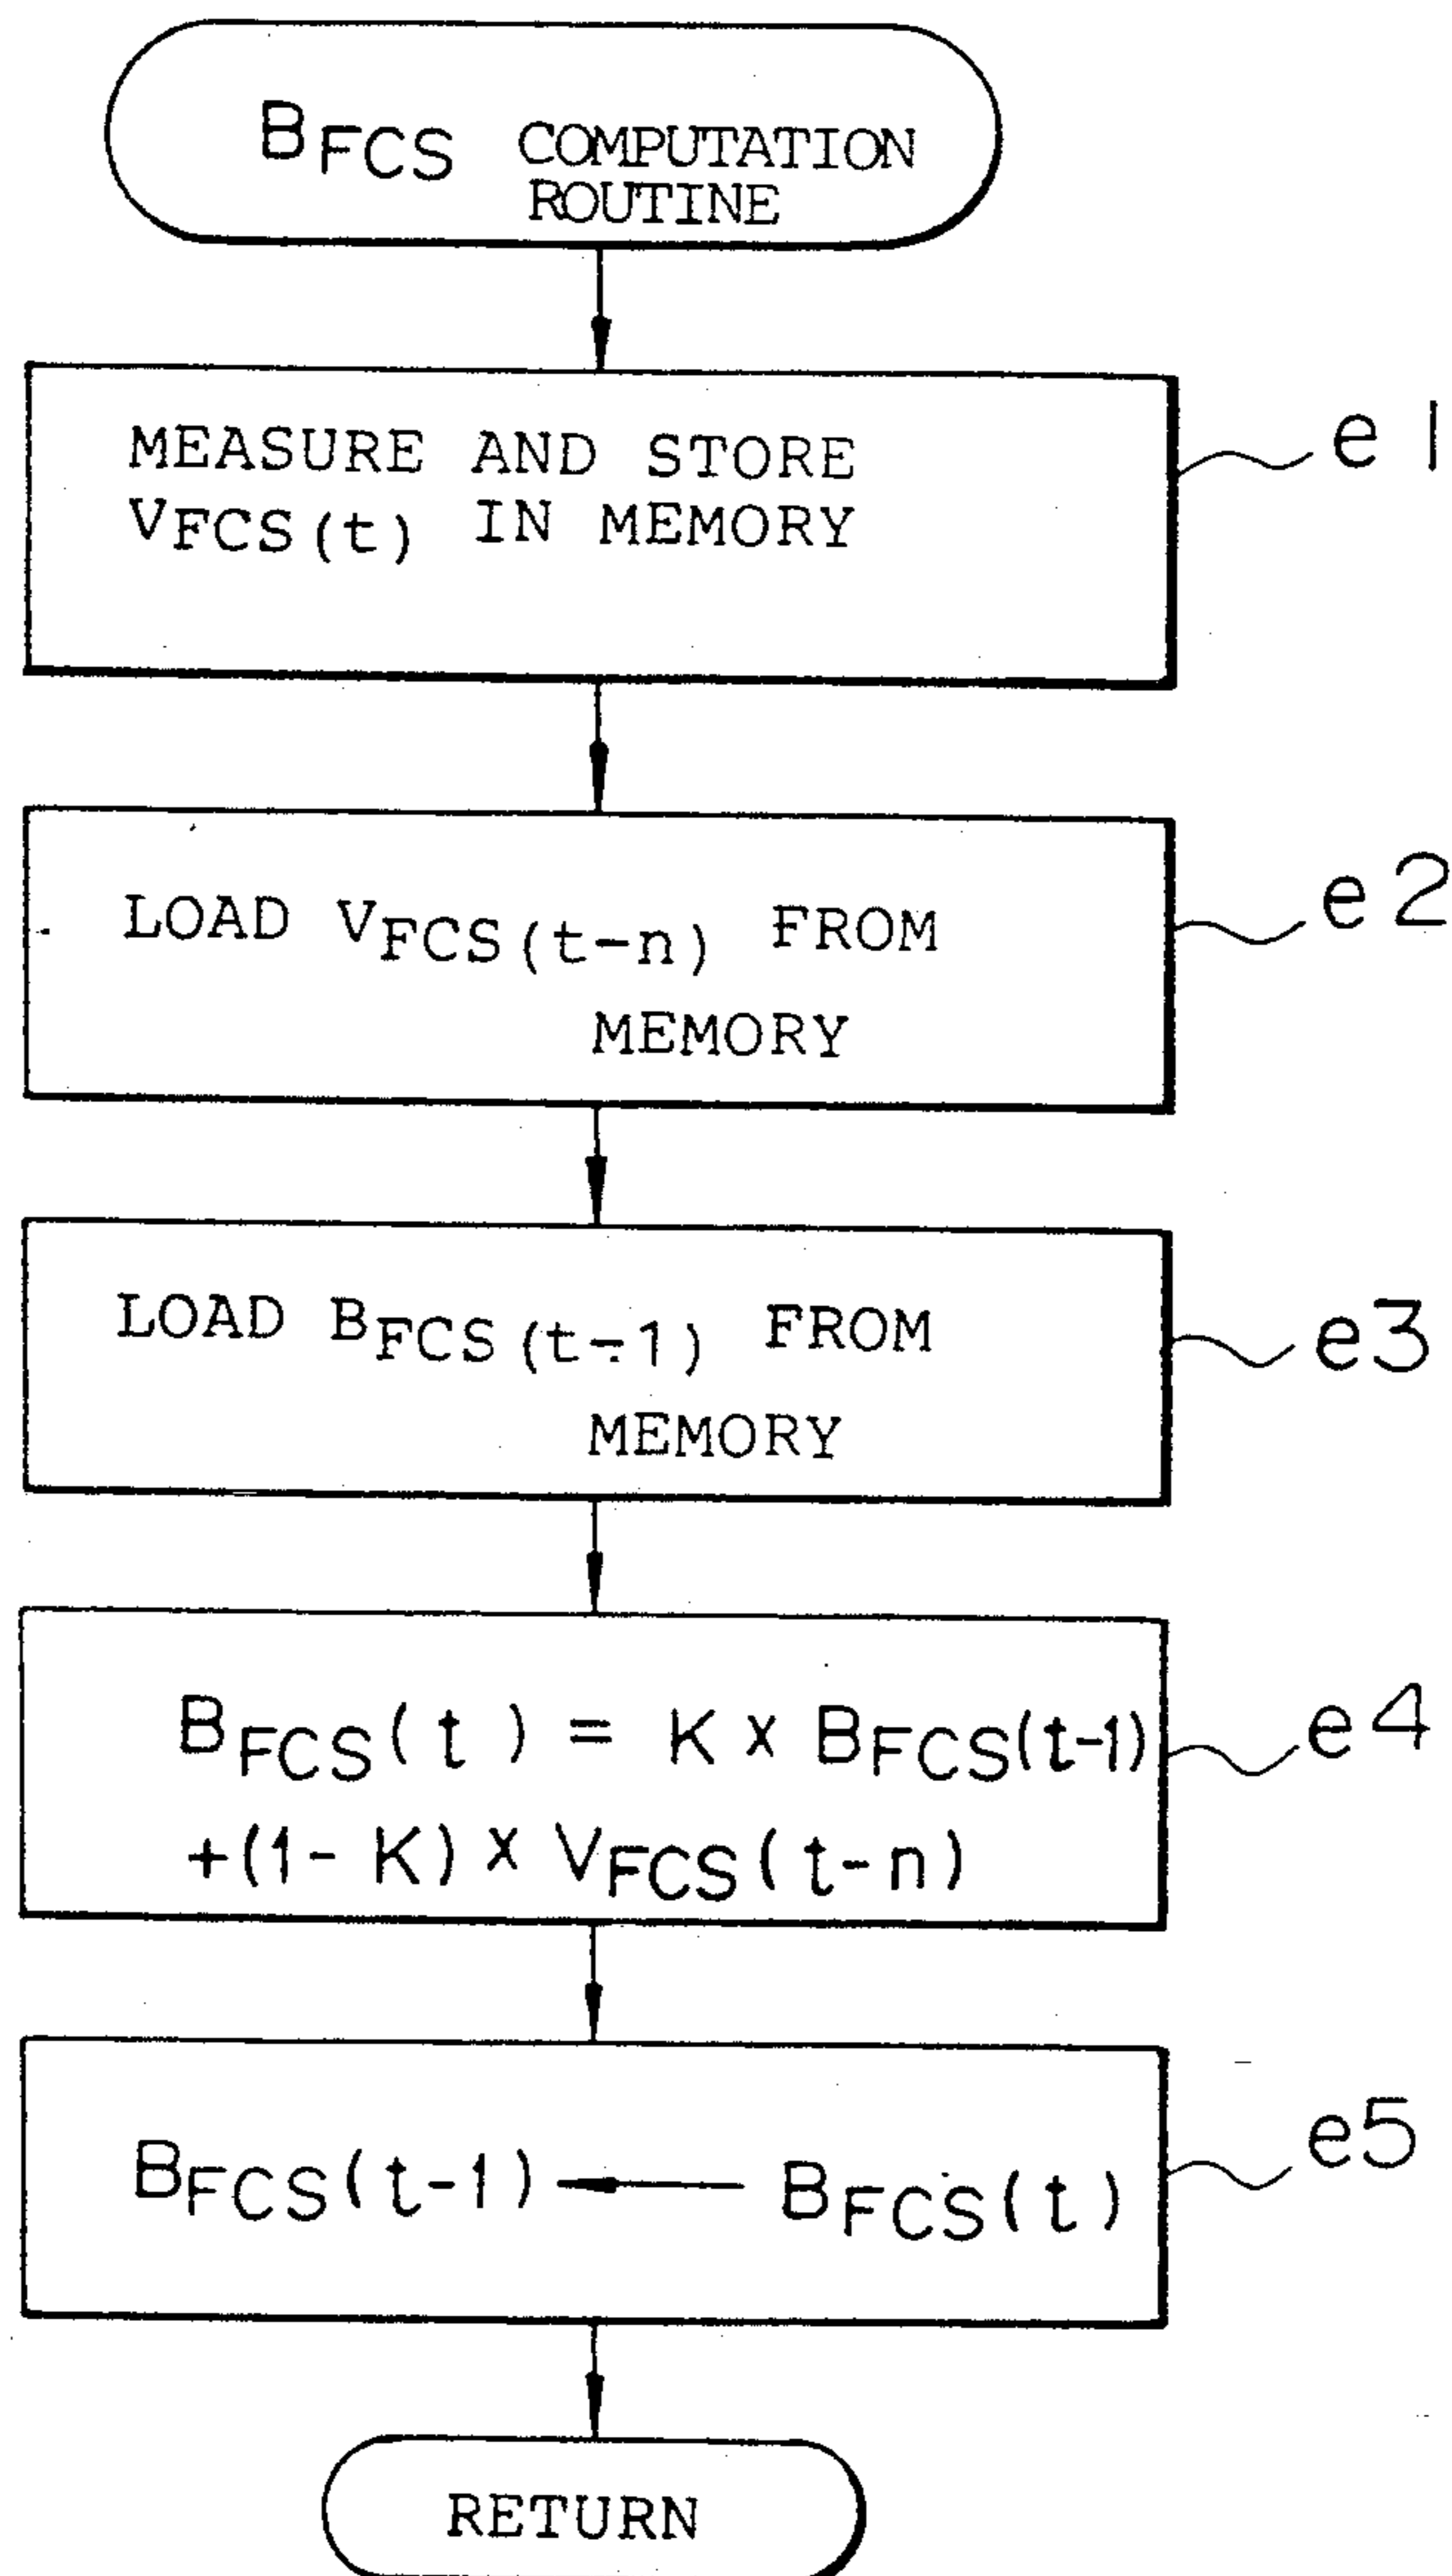 BFCS COMPUTATION
ROUTINE
MEASURE AND STORE
VFCS(t) IN MEMORY
e1
LOAD VFCS(t-n) FROM
MEMORY
e2
LOAD BFCS(t-1) FROM
MEMORY
e3
BFCS(t) = K × BFCS(t-1)
+(1-K) × VFCS(t-n)
e4
BFCS(t-1) ← BFCS(t)
e5
RETURN